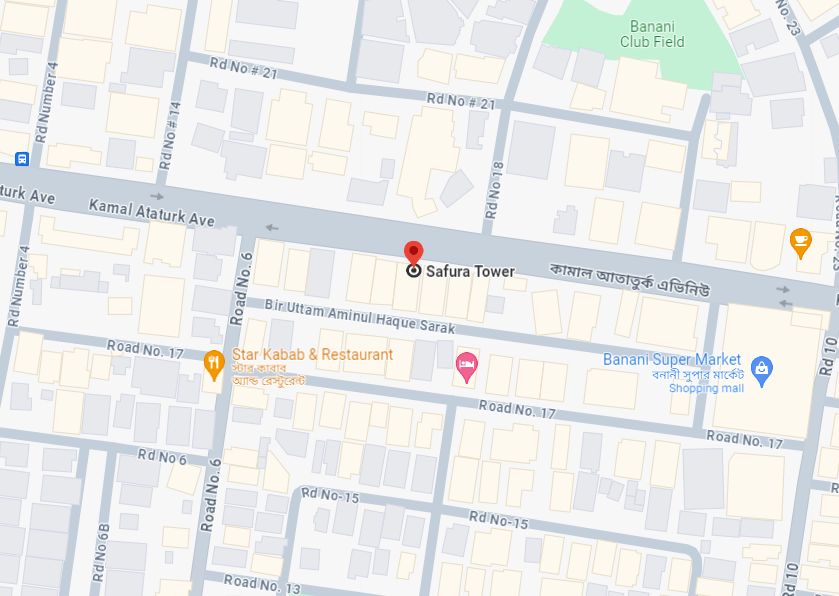 Banani
Club Field
No. 23
Rd No # 21
Rd No # 21
Rd Number 4
Rd No # 14
Rd No 18
turk Ave
Kamal Ataturk Ave
Safura Tower
কামাল আতাতুর্ক এভিনিউ
Rd Number 4
Road No. 6
Bir Uttam Aminul Haque Sarak
Road No. 17
Star Kabab & Restaurant
স্টার কাবাব
অ্যান্ড রেস্টুরেন্ট
Banani Super Market
বনানী সুপার মার্কেট
Shopping mall
Rd 10
Road No. 17
Road No. 17
Rd No 6
Road No. 6
Rd No-15
Rd No-15
Rd No 6B
Road No. 13
Rd 10